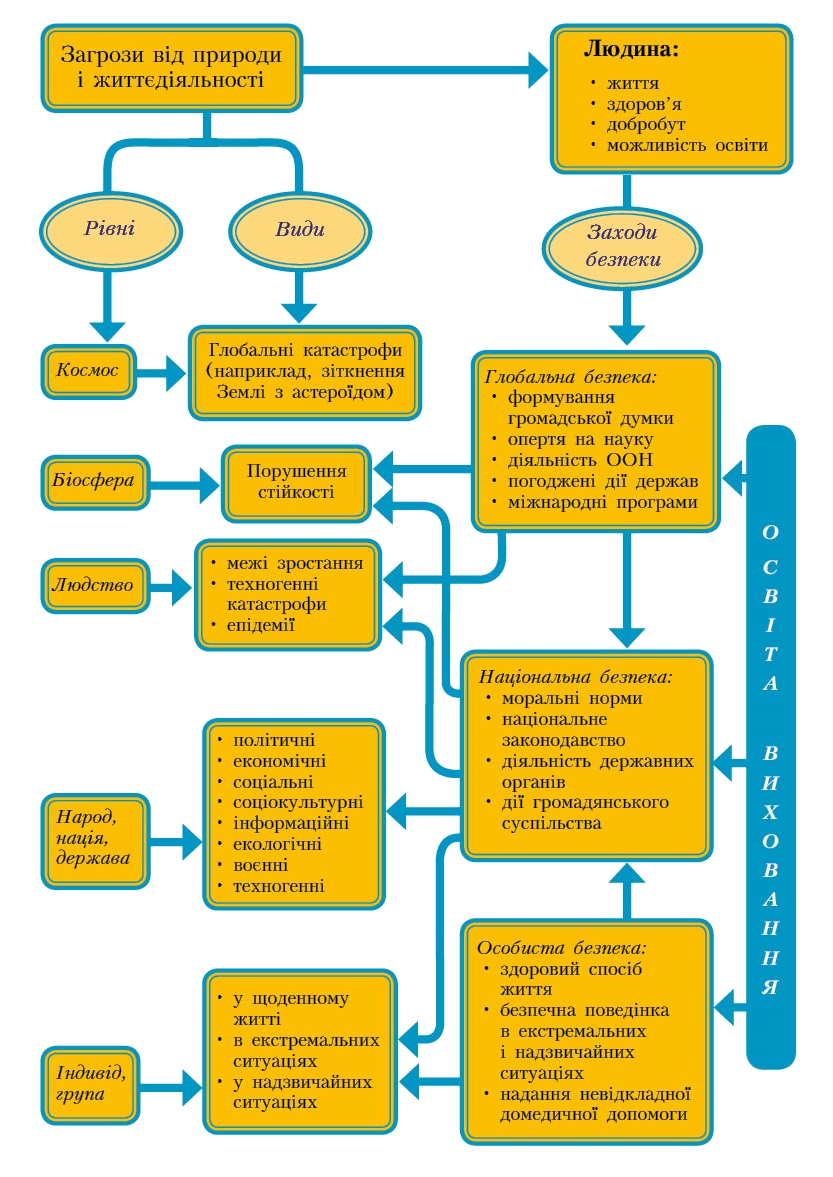 Загрози від природи
і життєдіяльності
Людина:
• життя
• здоров’я
• добробут
• можливість освіти
Рівні
Види
Заходи
безпеки
Космос
Глобальні катастрофи
(наприклад, зіткнення
Землі з астероїдом)
Глобальна безпека:
• формування
громадської думки
• опертя на науку
• діяльність ООН
• погоджені дії держав
• міжнародні програми
Біосфера
Порушення
стійкості
Людство
• межі зростання
• техногенні
катастрофи
• епідемії
Національна безпека:
• моральні норми
• національне
законодавство
• діяльність державних
органів
• дії громадянського
суспільства
Народ,
нація,
держава
• політичні
• економічні
• соціальні
• соціокультурні
• інформаційні
• екологічні
• воєнні
• техногенні
Особиста безпека:
• здоровий спосіб
життя
• безпечна поведінка
в екстремальних
і надзвичайних
ситуаціях
• надання невідкладної
домедичної допомоги
Індивід,
група
• у щоденному
житті
• в екстремальних
ситуаціях
• у надзвичайних
ситуаціях
ОСВІТА ВИХОВАННЯ